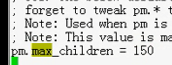 ; forget to tweak pm.* t
; Note: Used when pm is
; Note: This value is ma
pm.max_children = 150